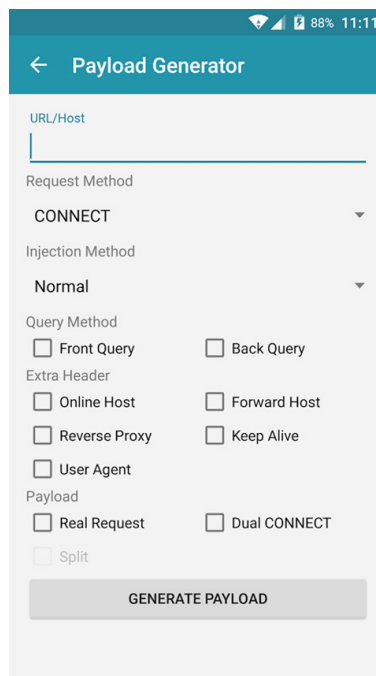 88% 11:11
Payload Generator
URL/Host
Request Method
CONNECT
Injection Method
Normal
Query Method
Front Query Back Query
Extra Header
Online Host Forward Host
Reverse Proxy Keep Alive
User Agent
Payload
Real Request Dual CONNECT
Split
GENERATE PAYLOAD